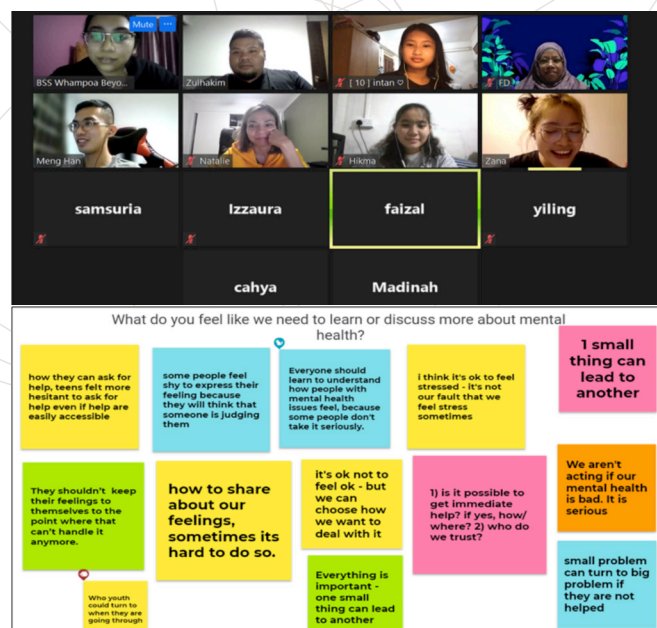 Mute ...
BSS Whampoa Beyo...
Zulhakim
[ 10 ] intan ♡
FD
Meng Han
Natalie
Hikma
Zana
samsuria
Izzaura
faizal
yiling
cahya
Madinah
What do you feel like we need to learn or discuss more about mental
health?
how they can ask for
help, teens felt more
hesitant to ask for
help even if help are
easily accessible
some people feel
shy to express their
feeling because
they will think that
someone is judging
them
Everyone should
learn to understand
how people with
mental health
issues feel, because
some people don't
take it seriously.
i think it's ok to feel
stressed - it's not
our fault that we
feel stress
sometimes
1 small
thing can
lead to
another
They shouldn't keep
their feelings to
themselves to the
point where that
can't handle it
anymore.
how to share
about our
feelings,
sometimes its
hard to do so.
it's ok not to
feel ok - but
we can
choose how
we want to
deal with it
1) is it possible to
get immediate
help? if yes, how/
where? 2) who do
we trust?
We aren't
acting if our
mental health
is bad. It is
serious
Who youth
could turn to
when they are
going through
Everything is
important -
one small
thing can lead
to another
small problem
can turn to big
problem if
they are not
helped